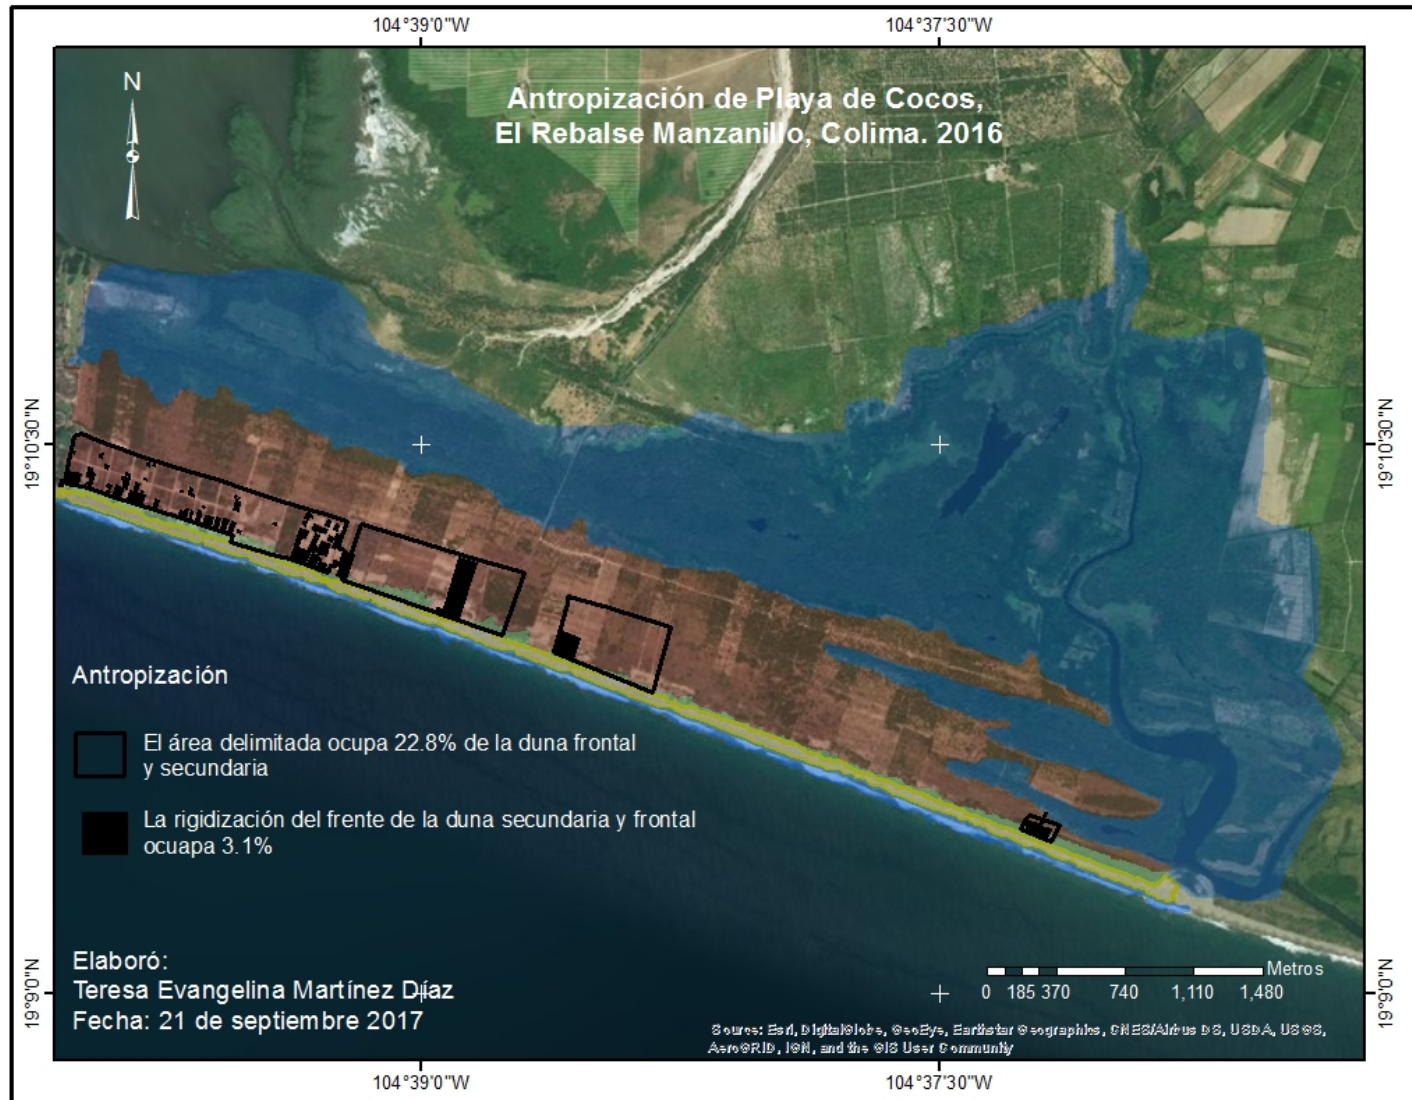 104°39'0"W
104°37'30"W
N
Antropización de Playa de Cocos,
El Rebalse Manzanillo, Colima. 2016
19°10'30"N
19°10'30"N
Antropización
El área delimitada ocupa 22.8% de la duna frontal
y secundaria
La rigidización del frente de la duna secundaria y frontal
ocuapa 3.1%
Elaboró:
Teresa Evangelina Martínez Díaz
Fecha: 21 de septiembre 2017
Metros
0 185 370 740 1,110 1,480
19°9'0"N
19°9'0"N
Source: Esri, DigitalGlobe, GeoEye, Earthstar Geographics, CNES/Airbus DS, USDA, USGS,
AeroGRID, IGN, and the GIS User Community
104°39'0"W
104°37'30"W